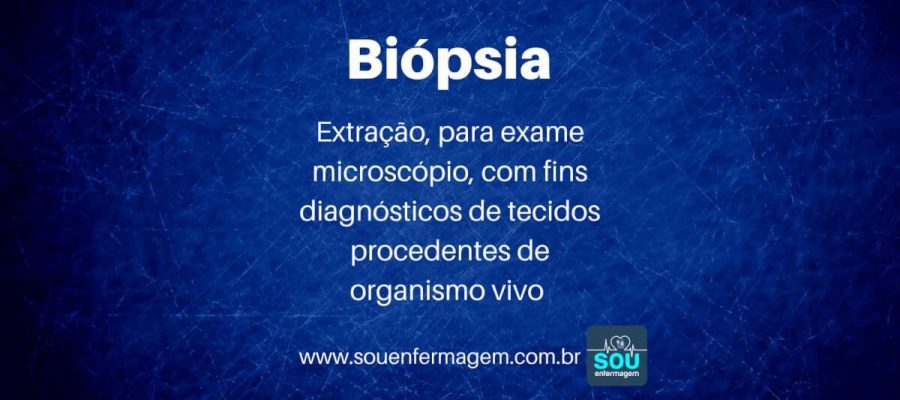 Biópsia
Extração, para exame
microscópio, com fins
diagnósticos de tecidos
procedentes de
organismo vivo
www.souenfermagem.com.br
SOU
enfermagem